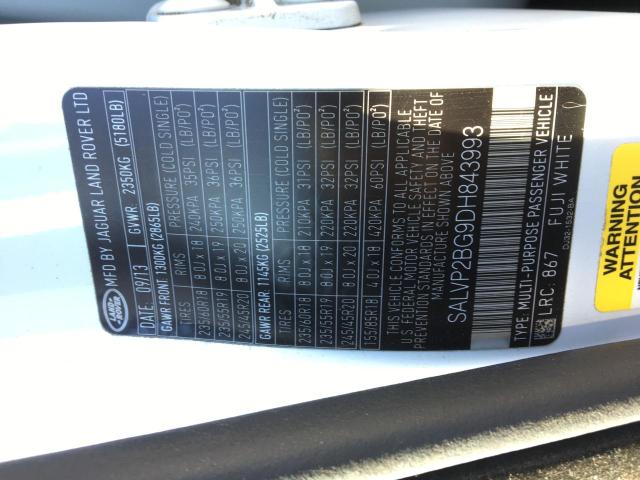 MFD BY JAGUAR LAND ROVER LTD
LAND ROVER
DATE: 09/13 GVWR 2350KG (5180LB)
GAWR FRONT: 1300KG (2865LB)
TIRES RIMS PRESSURE (COLD SINGLE)
235/60R18 8.0J x 18 240KPA 35PSI (LB/PO²)
235/55R19 8.0J x 19 250KPA 36PSI (LB/PO²)
245/45R20 8.0J x 20 250KPA 36PSI (LB/PO²)
GAWR REAR: 1145KG (2525LB)
TIRES RIMS PRESSURE (COLD SINGLE)
235/60R18 8.0J x 18 210KPA 31PSI (LB/PO²)
235/55R19 8.0J x 19 220KPA 32PSI (LB/PO²)
245/45R20 8.0J x 20 220KPA 32PSI (LB/PO²)
155/85R18 4.0J x 18 420KPA 60PSI (LB/PO²)
THIS VEHICLE CONFORMS TO ALL APPLICABLE
U.S. FEDERAL MOTOR VEHICLE SAFETY AND THEFT
PREVENTION STANDARDS IN EFFECT ON THE DATE OF
MANUFACTURE SHOWN ABOVE
SALVP2BG9DH843993
TYPE: MULTI-PURPOSE PASSENGER VEHICLE
LRC: 867 FUJI WHITE
DJ32-1532-BA
WARNING
ATTENTION